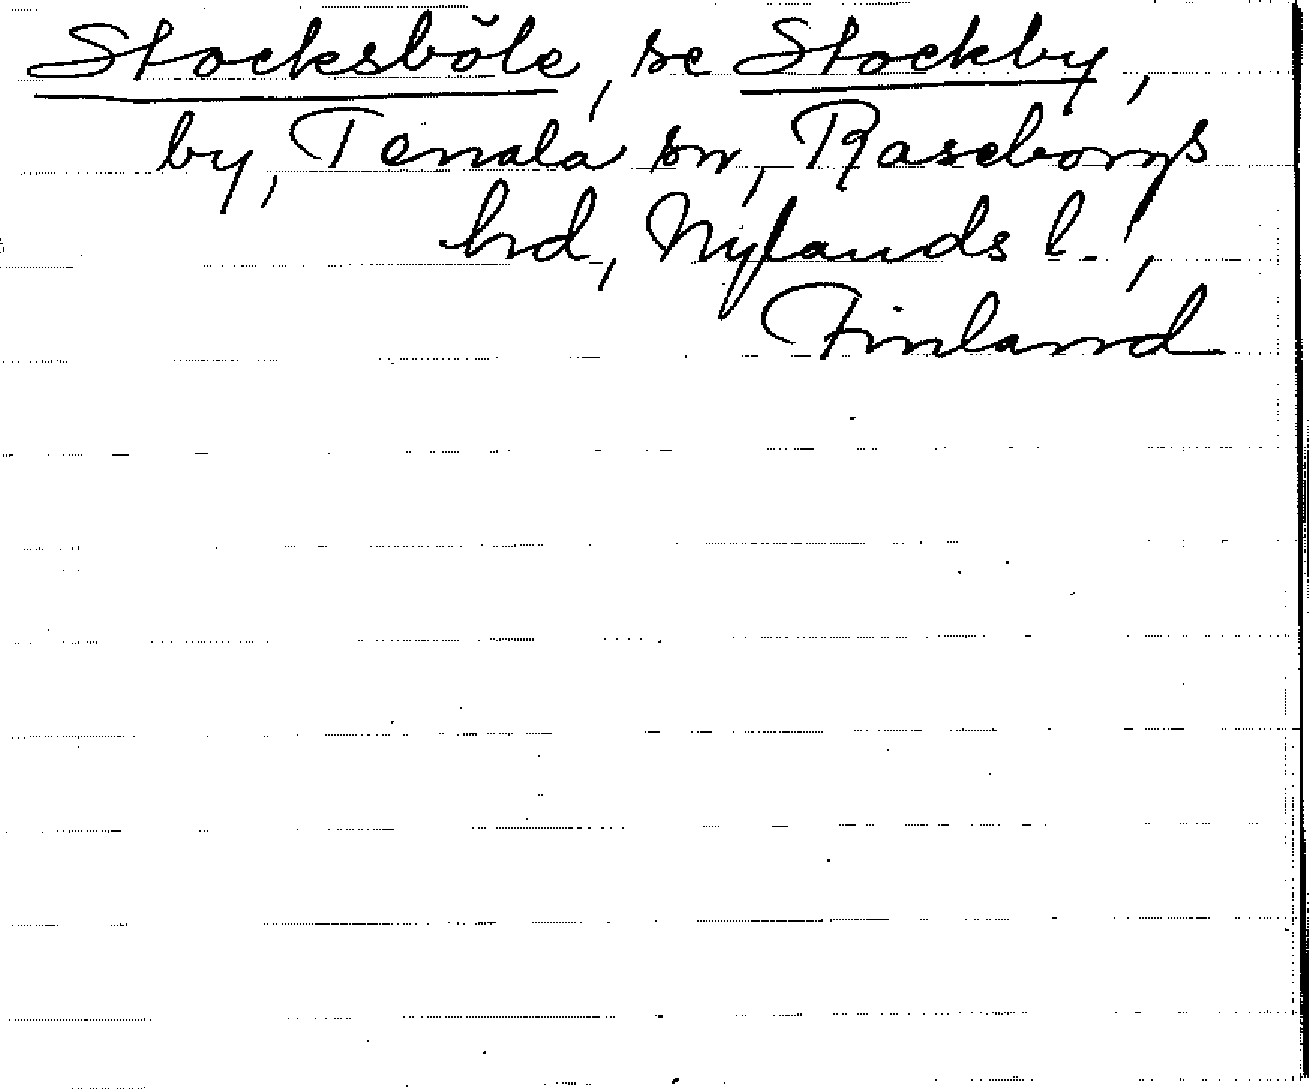 Stocksböle, se Stockby,
by, Tenala sn, Raseborgs
hd, Nylands l.,
Finland